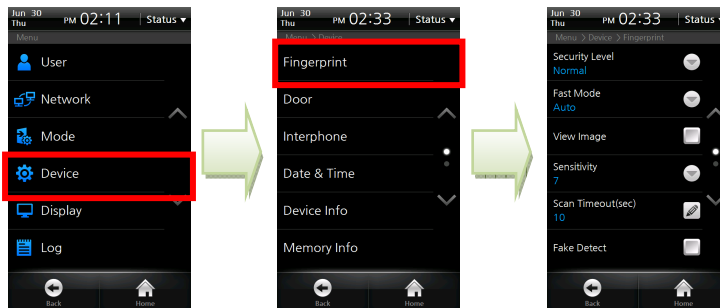 Jun 30
Thu
PM 02:11
Status
Menu
User
Network
Mode
Device
Display
Log
Back
Home
Jun 30
Thu
PM 02:33
Status
Menu > Device
Fingerprint
Door
Interphone
Date & Time
Device Info
Memory Info
Back
Home
Jun 30
Thu
PM 02:33
Status
Menu > Device > Fingerprint
Security Level
Normal
Fast Mode
Auto
View Image
Sensitivity
7
Scan Timeout(sec)
10
Fake Detect
Back
Home